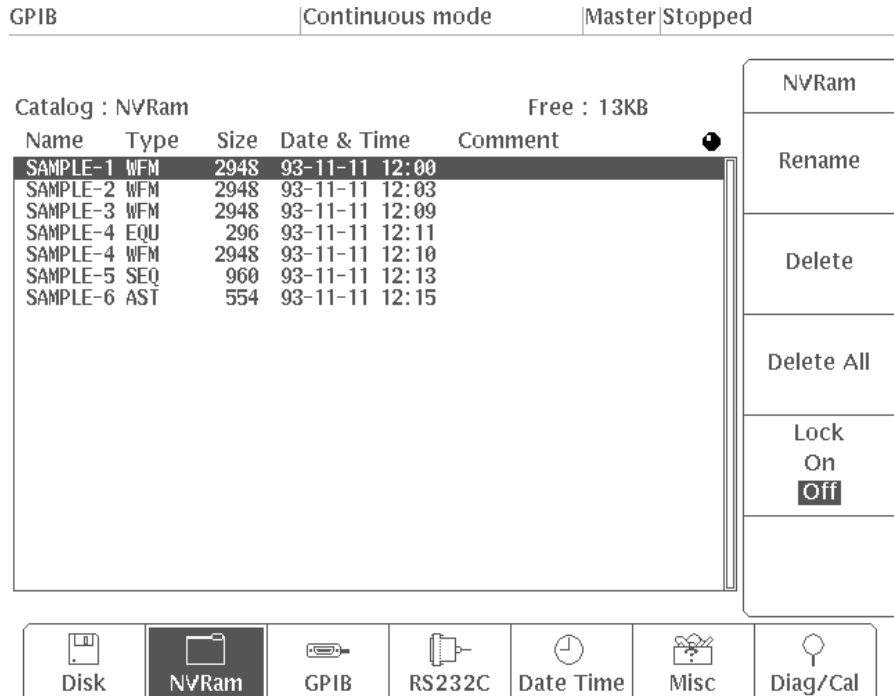 GPIB Continuous mode Master Stopped
NVRam
Catalog : NVRam Free : 13KB
Name Type Size Date & Time Comment
SAMPLE-1 WFM 2948 93-11-11 12:00
SAMPLE-2 WFM 2948 93-11-11 12:03
SAMPLE-3 WFM 2948 93-11-11 12:09
SAMPLE-4 EQU 296 93-11-11 12:11
SAMPLE-4 WFM 2948 93-11-11 12:10
SAMPLE-5 SEQ 960 93-11-11 12:13
SAMPLE-6 AST 554 93-11-11 12:15
Rename
Delete
Delete All
Lock
On
Off
Disk NVRam GPIB RS232C Date Time Misc Diag/Cal